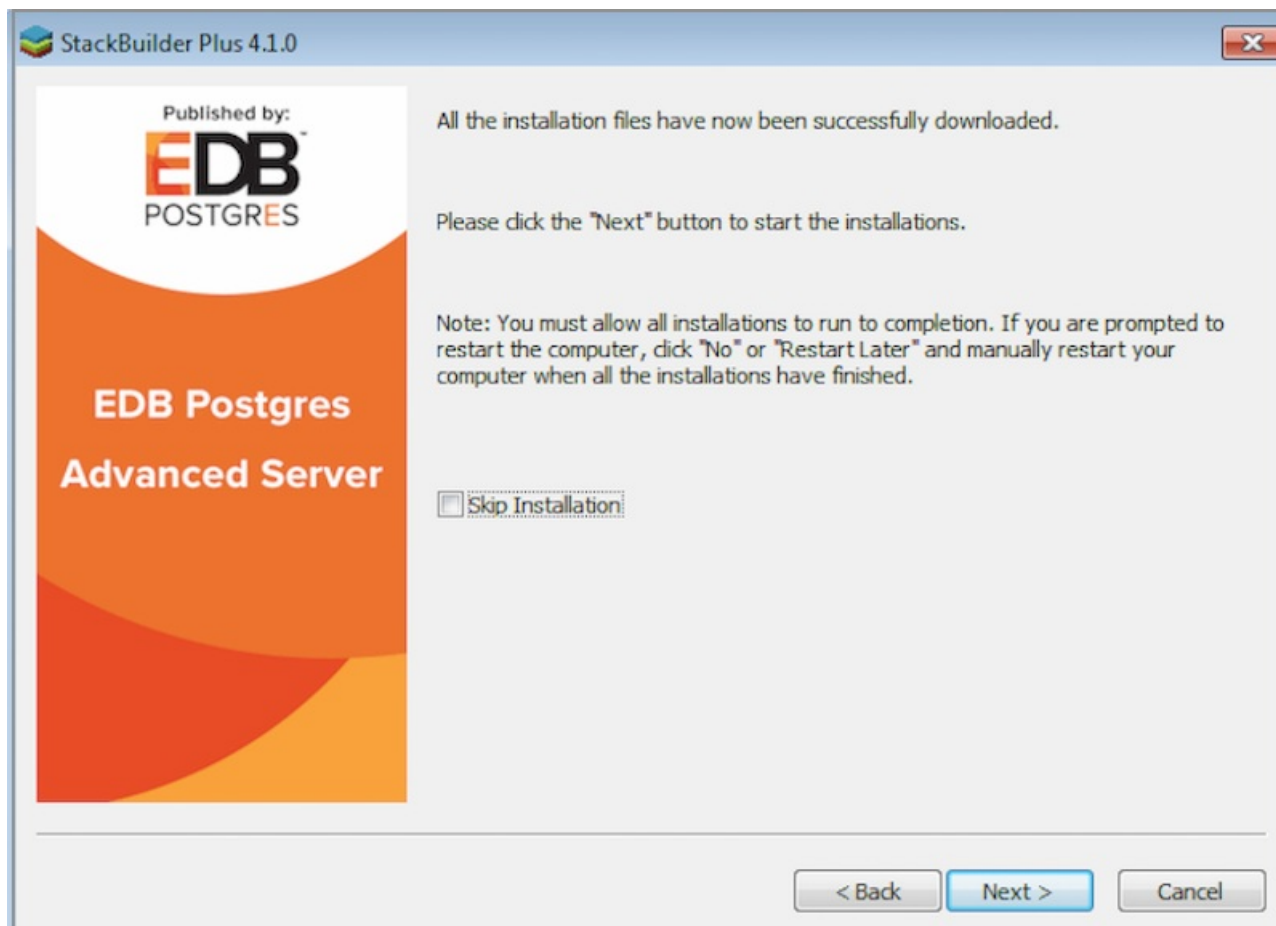 StackBuilder Plus 4.1.0
Published by:
EDB™
POSTGRES
EDB Postgres
Advanced Server
All the installation files have now been successfully downloaded.
Please click the "Next" button to start the installations.
Note: You must allow all installations to run to completion. If you are prompted to
restart the computer, click "No" or "Restart Later" and manually restart your
computer when all the installations have finished.
Skip Installation
< Back
Next >
Cancel